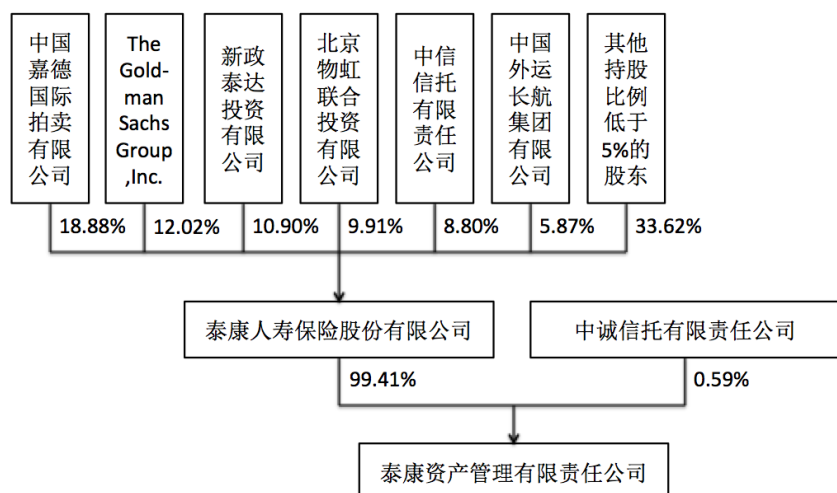 中国
嘉德
国际
拍卖
有限
公司
The
Gold-
man
Sachs
Group
,Inc.
新政
泰达
投资
有限
公司
北京
物虹
联合
投资
有限
公司
中信
信托
有限
责任
公司
中国
外运
长航
集团
有限
公司
其他
持股
比例
低于
5%的
股东
18.88%
12.02%
10.90%
9.91%
8.80%
5.87%
33.62%
泰康人寿保险股份有限公司
中诚信托有限责任公司
99.41%
0.59%
泰康资产管理有限责任公司